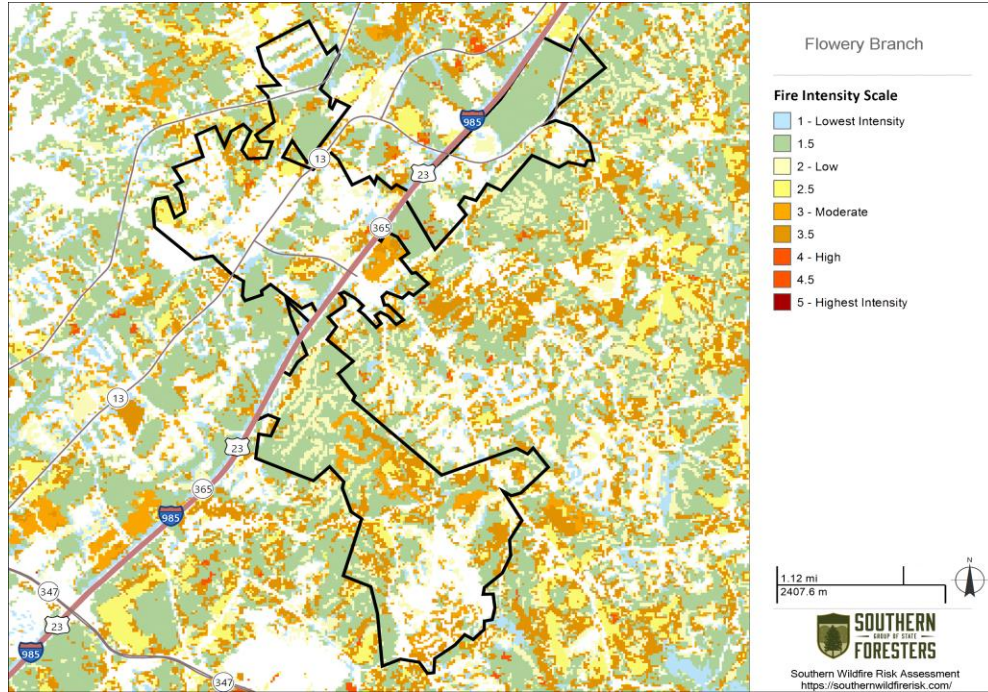 Flowery Branch
Fire Intensity Scale
1 - Lowest Intensity
1.5
2 - Low
2.5
3 - Moderate
3.5
4 - High
4.5
5 - Highest Intensity
985
13
23
365
13
23
365
985
347
23
985
347
N
1.12 mi
2407.6 m
SOUTHERN
GROUP OF STATE
FORESTERS
Southern Wildfire Risk Assessment
https://southernwildfirerisk.com/